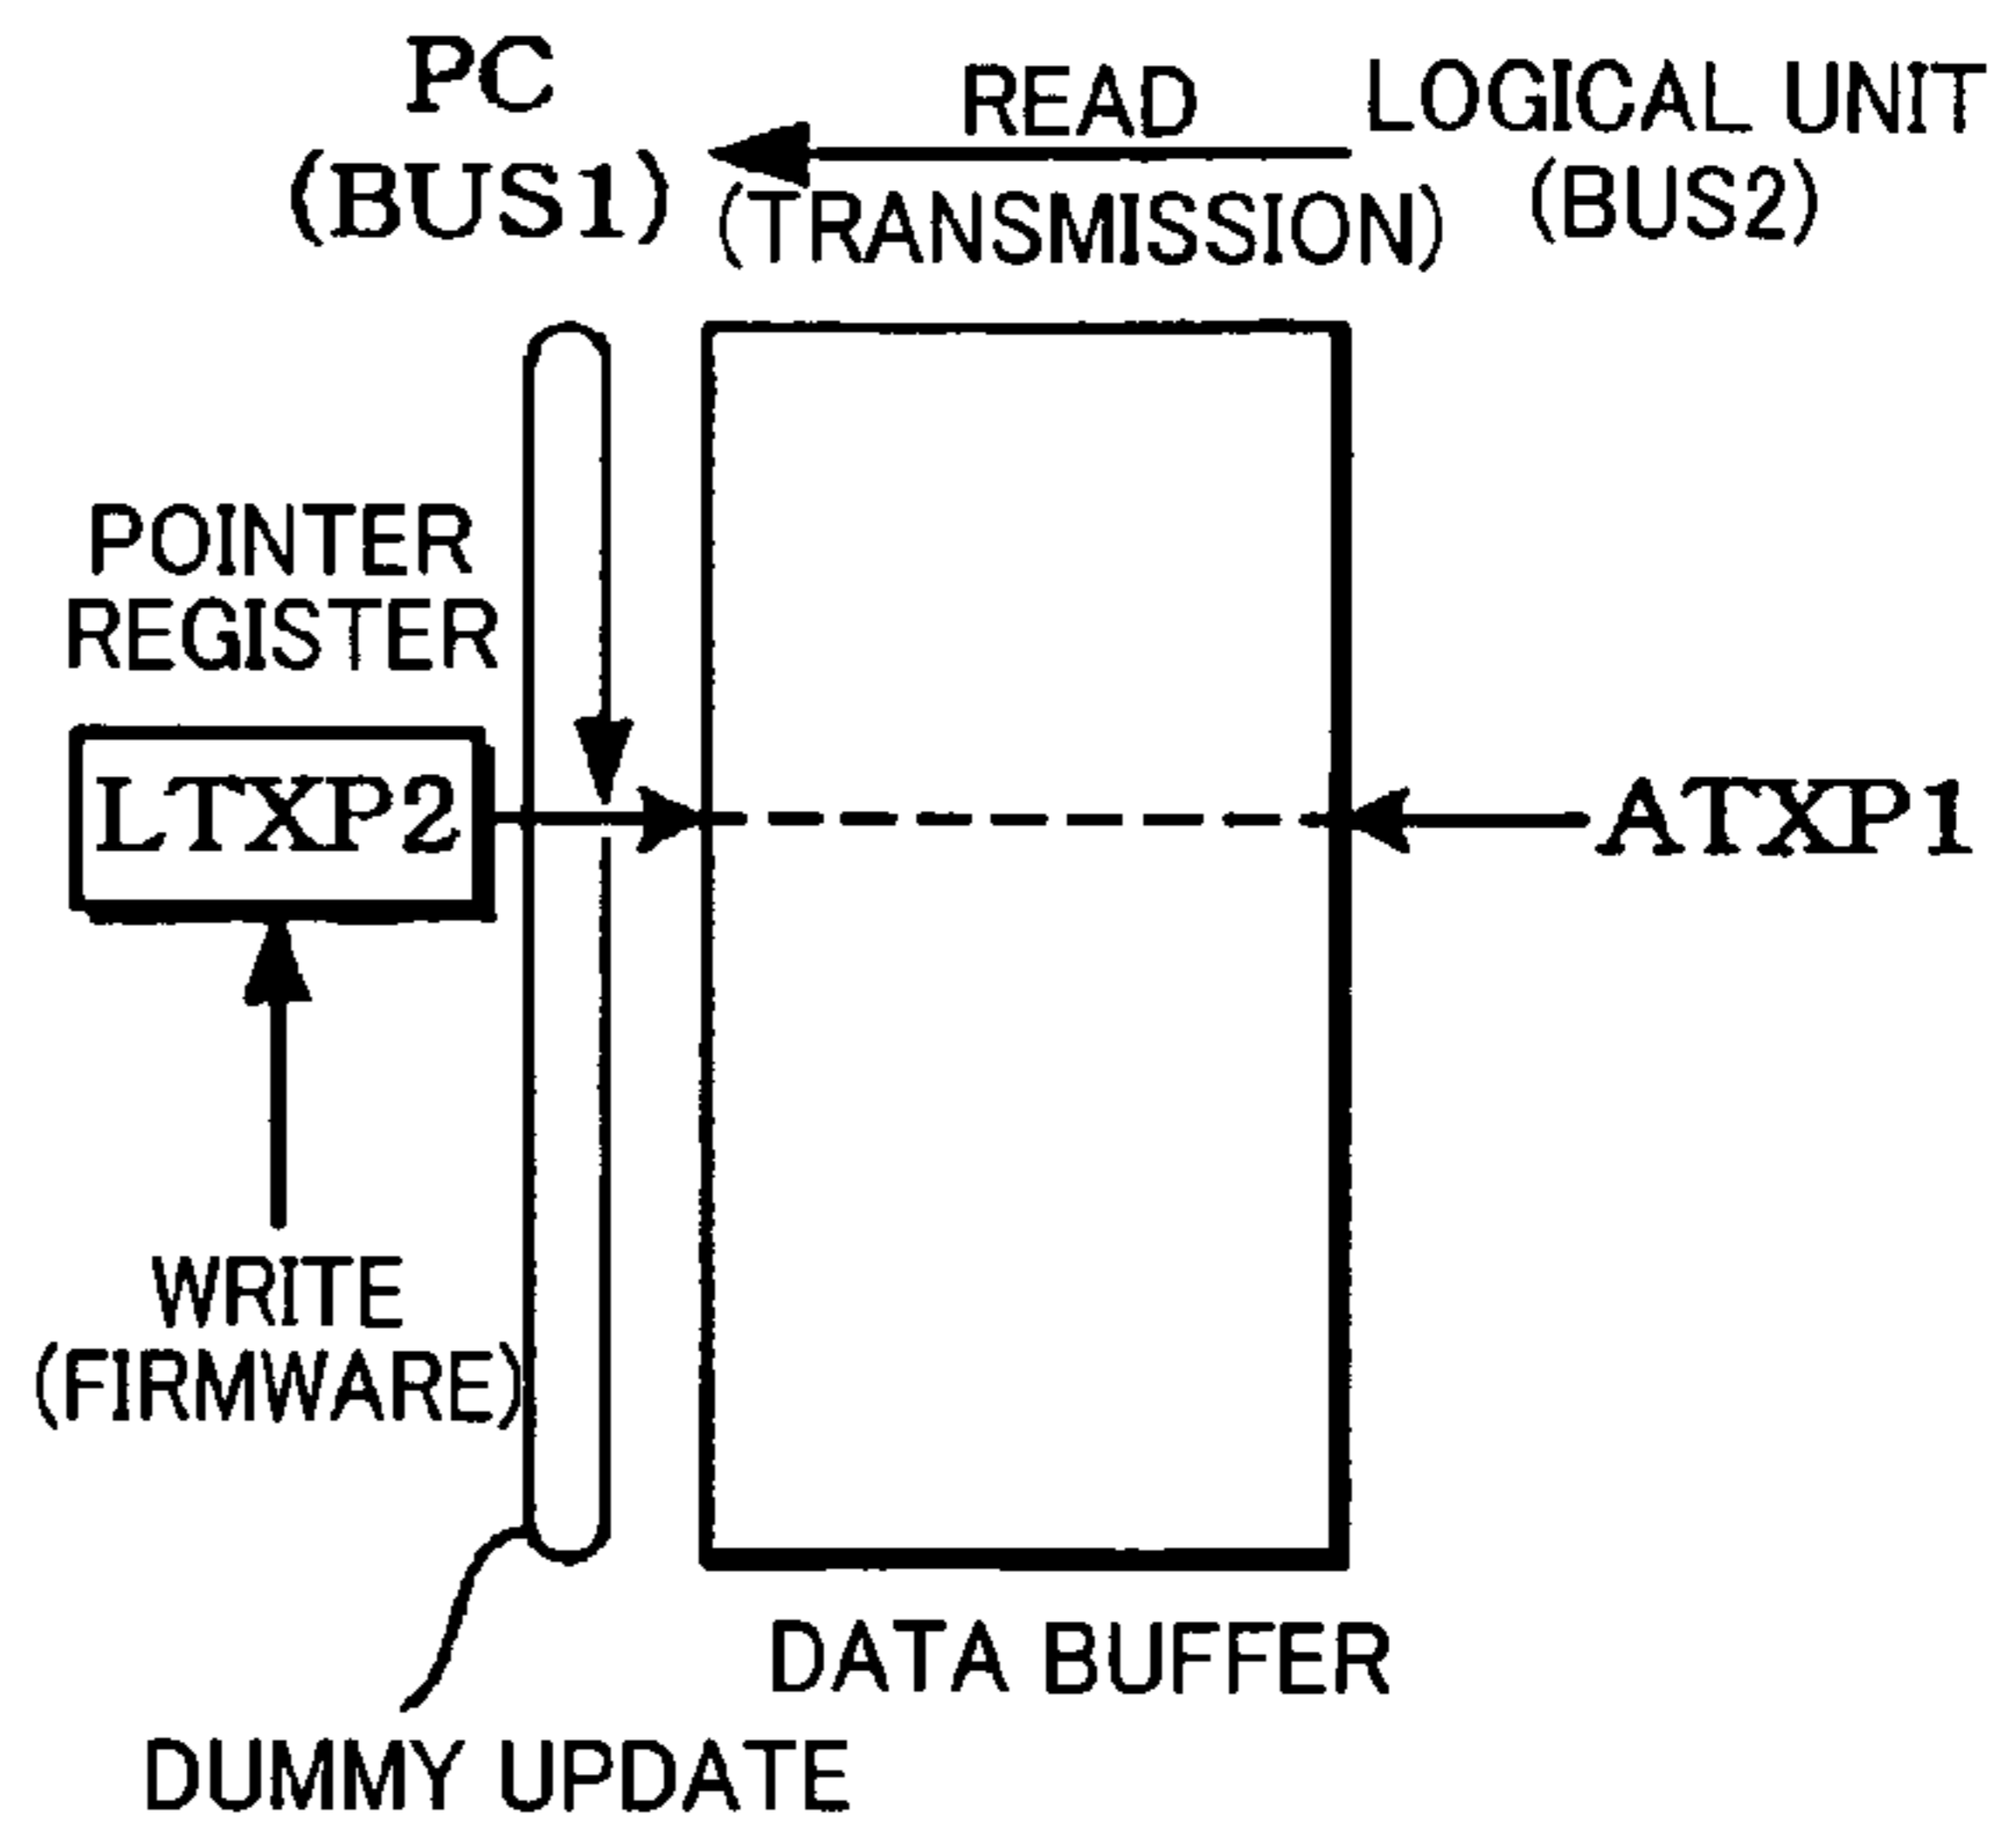 PC
(BUS1)
READ
(TRANSMISSION)
LOGICAL UNIT
(BUS2)
POINTER
REGISTER
LTXP2
ATXP1
WRITE
(FIRMWARE)
DATA BUFFER
DUMMY UPDATE